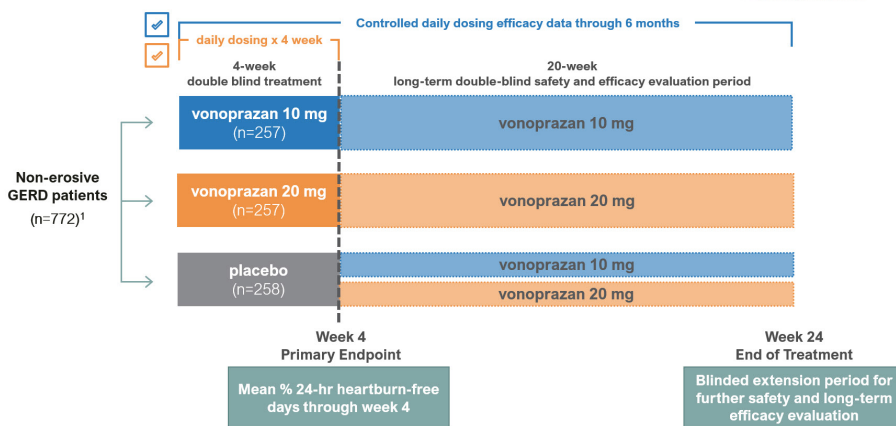 Controlled daily dosing efficacy data through 6 months
daily dosing x 4 week
4-week
double blind treatment
20-week
long-term double-blind safety and efficacy evaluation period
vonoprazan 10 mg
(n=257)
vonoprazan 10 mg
Non-erosive
GERD patients
(n=772)1
vonoprazan 20 mg
(n=257)
vonoprazan 20 mg
placebo
(n=258)
vonoprazan 10 mg
vonoprazan 20 mg
Week 4
Primary Endpoint
Week 24
End of Treatment
Mean % 24-hr heartburn-free
days through week 4
Blinded extension period for
further safety and long-term
efficacy evaluation